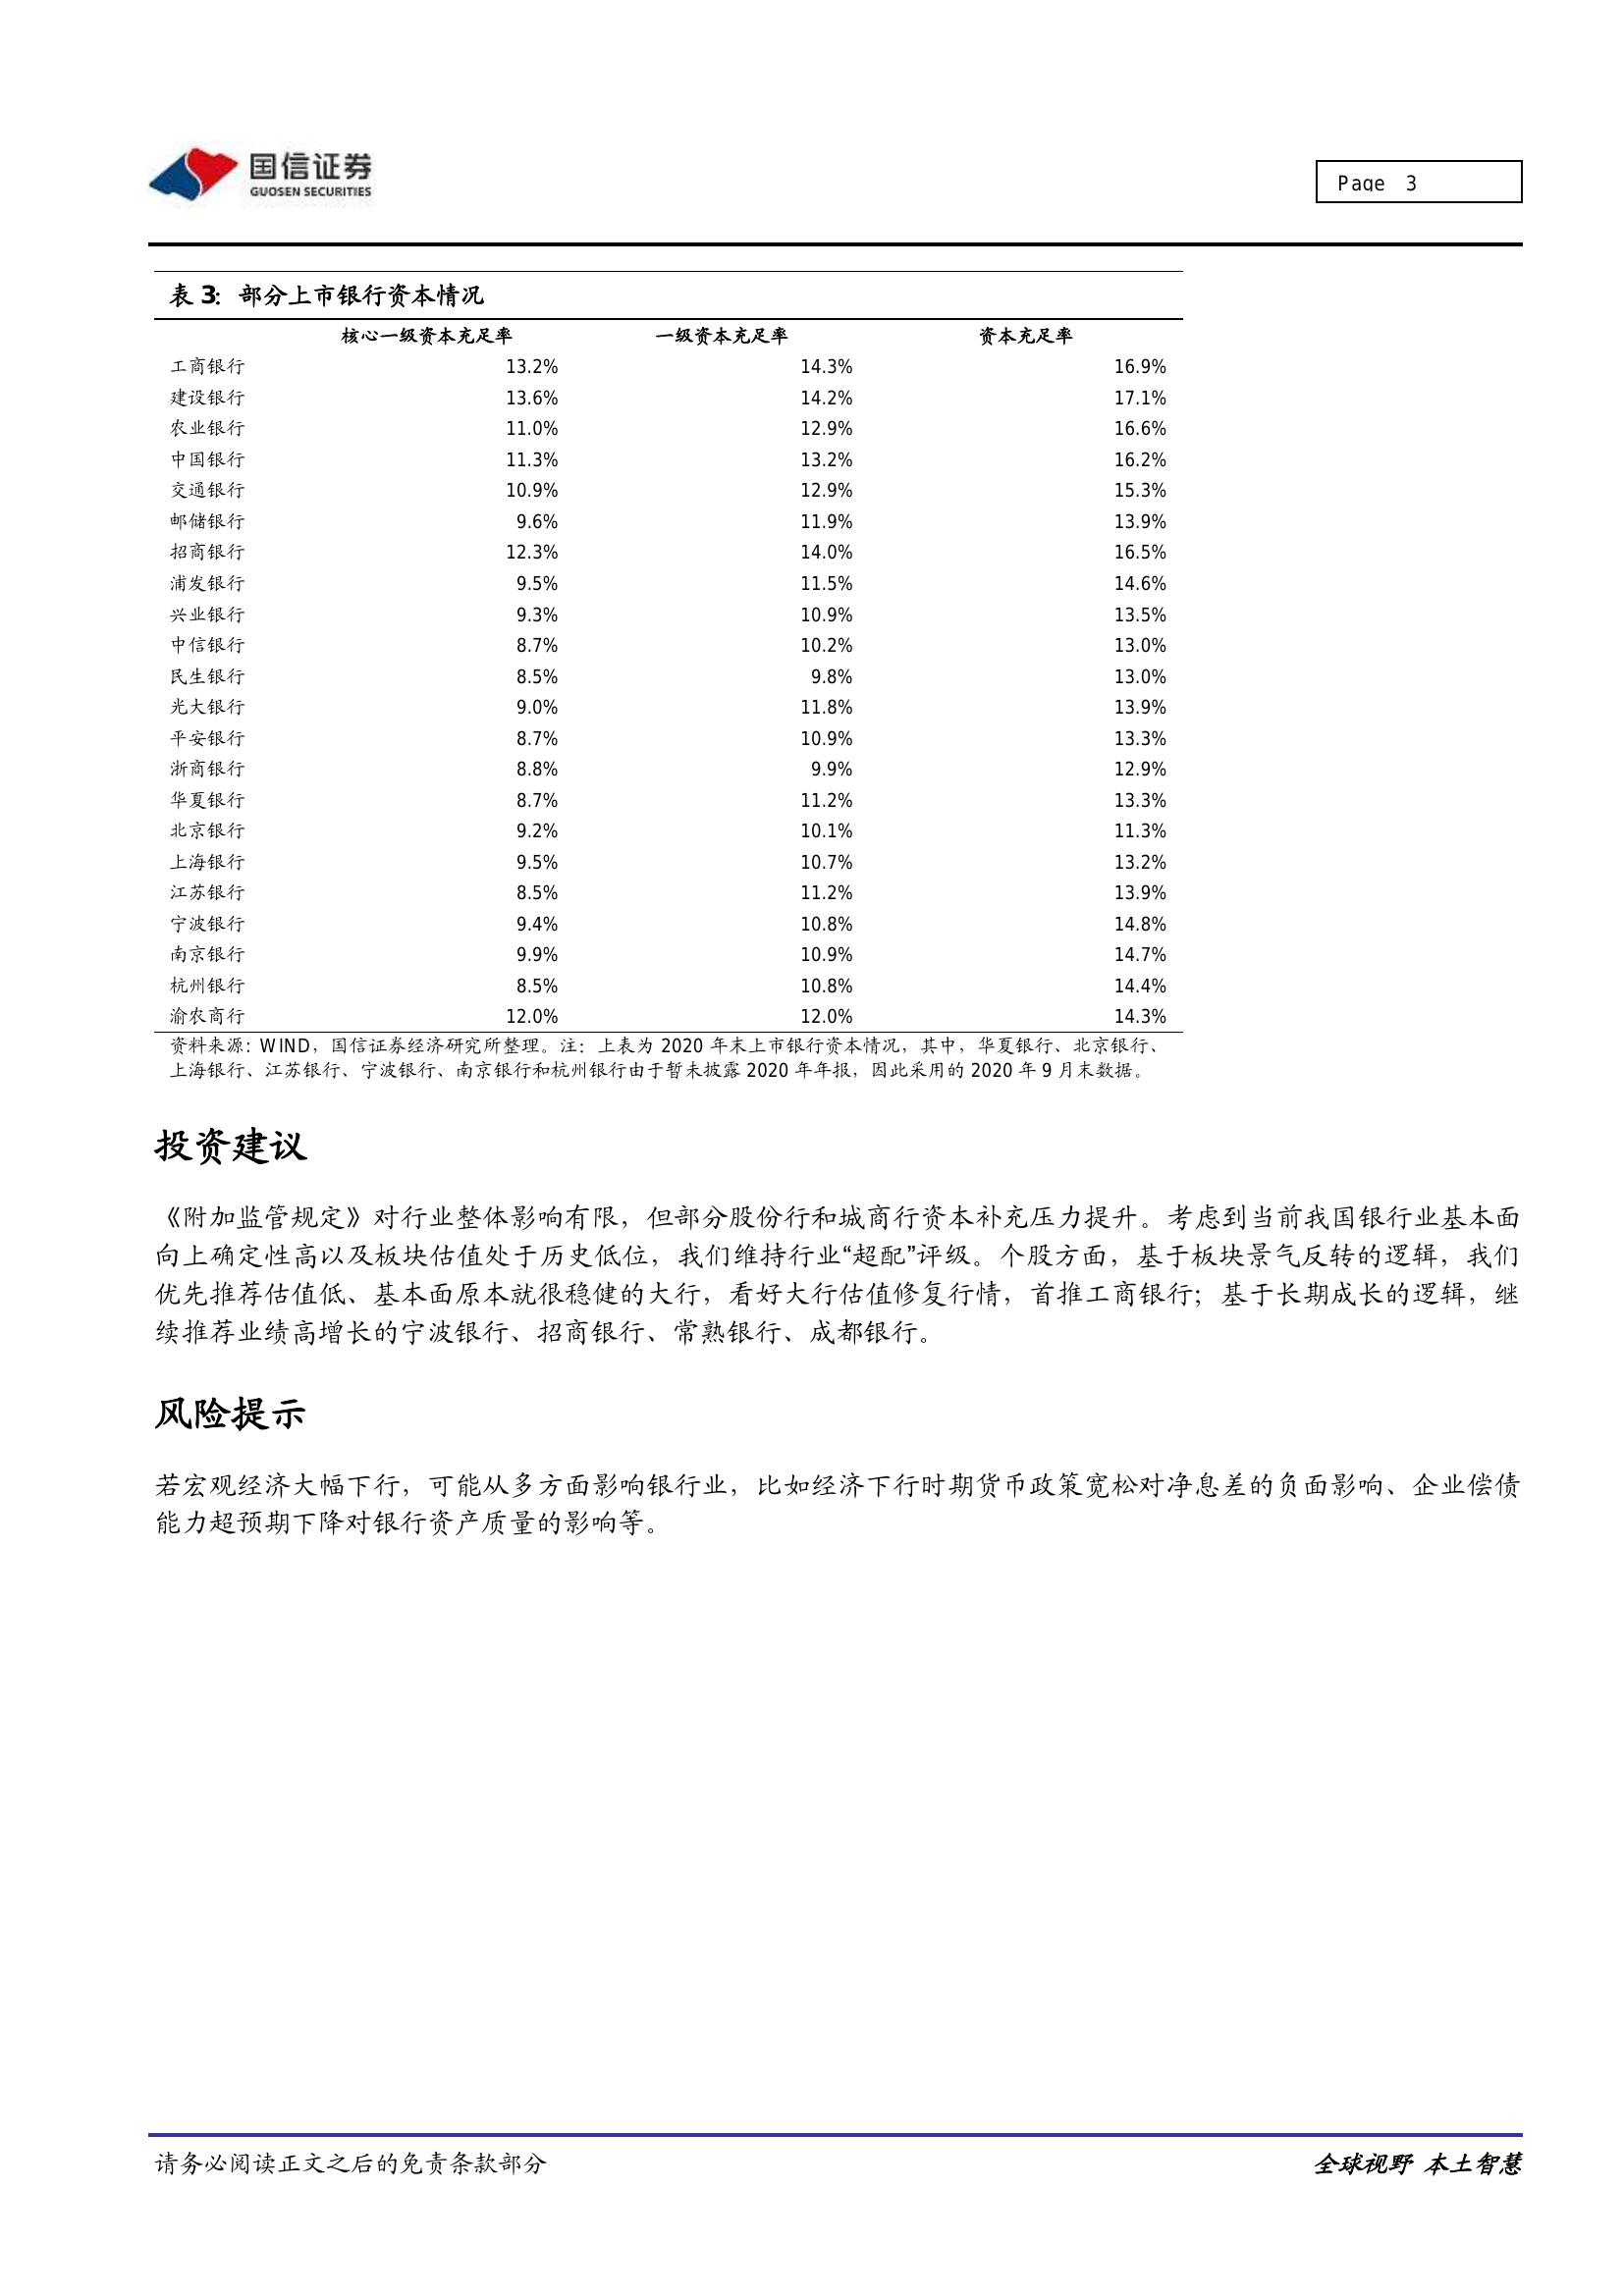 国信证券
GUOSEN SECURITIES
Page 3
表 3：部分上市银行资本情况
核心一级资本充足率 一级资本充足率 资本充足率
工商银行 13.2% 14.3% 16.9%
建设银行 13.6% 14.2% 17.1%
农业银行 11.0% 12.9% 16.6%
中国银行 11.3% 13.2% 16.2%
交通银行 10.9% 12.9% 15.3%
邮储银行 9.6% 11.9% 13.9%
招商银行 12.3% 14.0% 16.5%
浦发银行 9.5% 11.5% 14.6%
兴业银行 9.3% 10.9% 13.5%
中信银行 8.7% 10.2% 13.0%
民生银行 8.5% 9.8% 13.0%
光大银行 9.0% 11.8% 13.9%
平安银行 8.7% 10.9% 13.3%
浙商银行 8.8% 9.9% 12.9%
华夏银行 8.7% 11.2% 13.3%
北京银行 9.2% 10.1% 11.3%
上海银行 9.5% 10.7% 13.2%
江苏银行 8.5% 11.2% 13.9%
宁波银行 9.4% 10.8% 14.8%
南京银行 9.9% 10.9% 14.7%
杭州银行 8.5% 10.8% 14.4%
渝农商行 12.0% 12.0% 14.3%
资料来源：WIND，国信证券经济研究所整理。注：上表为 2020 年末上市银行资本情况，其中，华夏银行、北京银行、
上海银行、江苏银行、宁波银行、南京银行和杭州银行由于暂未披露 2020 年年报，因此采用的 2020 年 9 月末数据。
投资建议
《附加监管规定》对行业整体影响有限，但部分股份行和城商行资本补充压力提升。考虑到当前我国银行业基本面
向上确定性高以及板块估值处于历史低位，我们维持行业“超配”评级。个股方面，基于板块景气反转的逻辑，我们
优先推荐估值低、基本面原本就很稳健的大行，看好大行估值修复行情，首推工商银行；基于长期成长的逻辑，继
续推荐业绩高增长的宁波银行、招商银行、常熟银行、成都银行。
风险提示
若宏观经济大幅下行，可能从多方面影响银行业，比如经济下行时期货币政策宽松对净息差的负面影响、企业偿债
能力超预期下降对银行资产质量的影响等。
请务必阅读正文之后的免责条款部分
全球视野 本土智慧